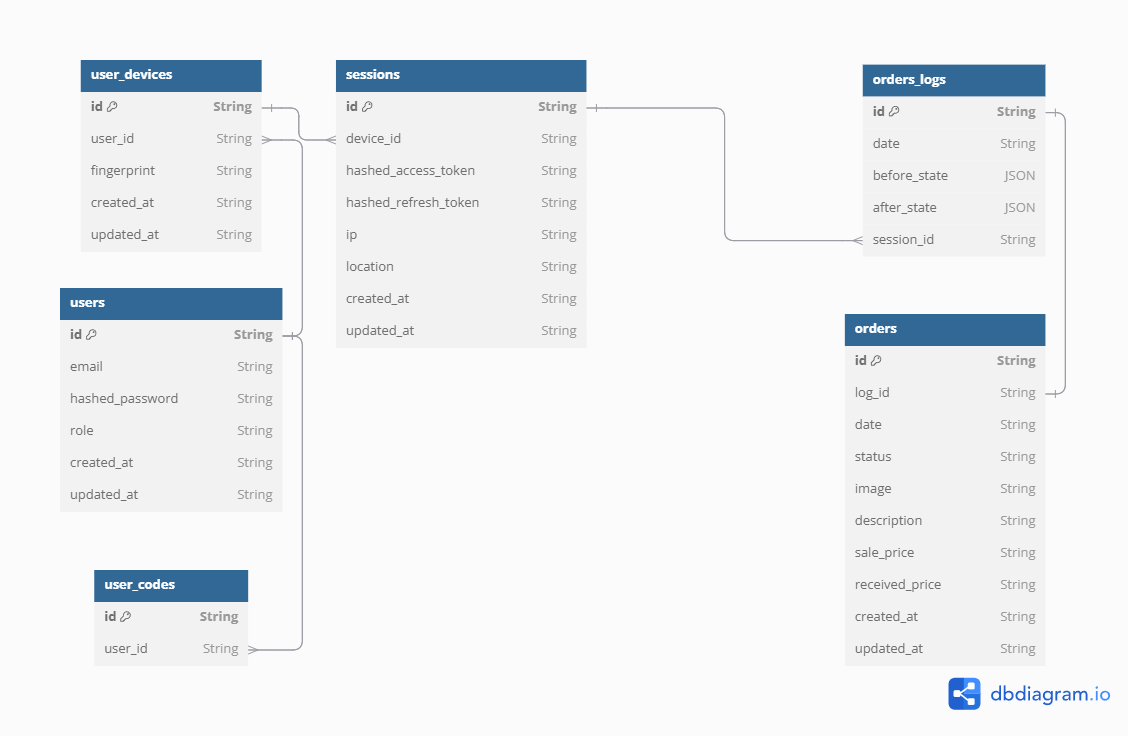 user_devices
id String
user_id String
fingerprint String
created_at String
updated_at String
sessions
id String
device_id String
hashed_access_token String
hashed_refresh_token String
ip String
location String
created_at String
updated_at String
orders_logs
id String
date String
before_state JSON
after_state JSON
session_id String
users
id String
email String
hashed_password String
role String
created_at String
updated_at String
orders
id String
log_id String
date String
status String
image String
description String
sale_price String
received_price String
created_at String
updated_at String
user_codes
id String
user_id String
dbdiagram.io